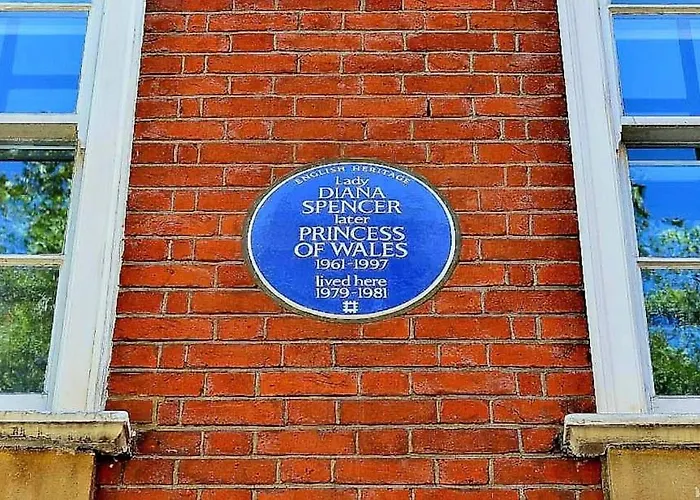 ENGLISH HERITAGE
Lady
DIANA
SPENCER
later
PRINCESS
OF WALES
1961-1997
lived here
1979-1981